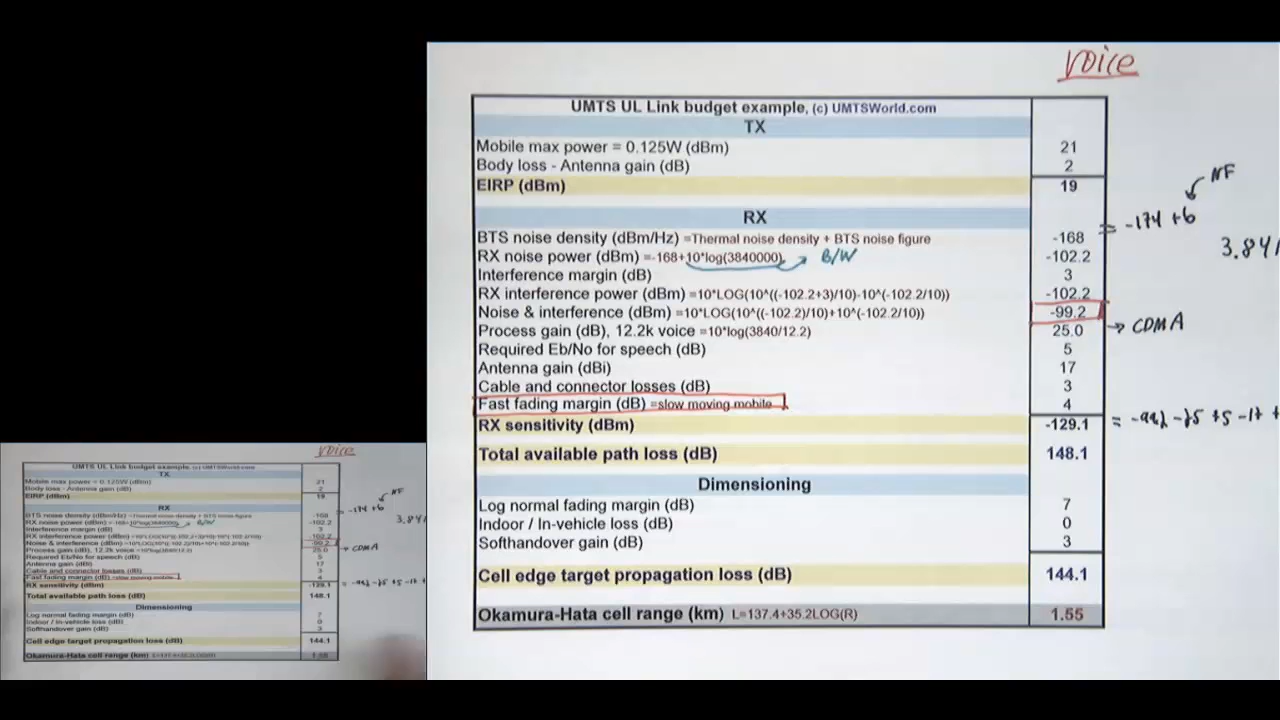 voice
UMTS UL Link budget example, (c) UMTSWorld.com
TX
Mobile max power = 0.125W (dBm) 21
Body loss - Antenna gain (dB) 2
EIRP (dBm) 19
NF
RX
= -174 +6
BTS noise density (dBm/Hz) =Thermal noise density + BTS noise figure -168
3.84
RX noise power (dBm) =-168+10*log(3840000) B/W -102.2
Interference margin (dB) 3
RX interference power (dBm) =10*LOG(10^((-102.2+3)/10)-10^(-102.2/10)) -102.2
Noise & interference (dBm) =10*LOG(10^((-102.2)/10)+10^(-102.2/10)) -99.2
Process gain (dB), 12.2k voice =10*log(3840/12.2) 25.0 → CDMA
Required Eb/No for speech (dB) 5
Antenna gain (dBi) 17
Cable and connector losses (dB) 3
Fast fading margin (dB) =slow moving mobile 4
RX sensitivity (dBm) -129.1 = -99.2 -25 +5 -17 +
Total available path loss (dB) 148.1
Dimensioning
Log normal fading margin (dB) 7
Indoor / In-vehicle loss (dB) 0
Softhandover gain (dB) 3
Cell edge target propagation loss (dB) 144.1
Okamura-Hata cell range (km) L=137.4+35.2LOG(R) 1.55